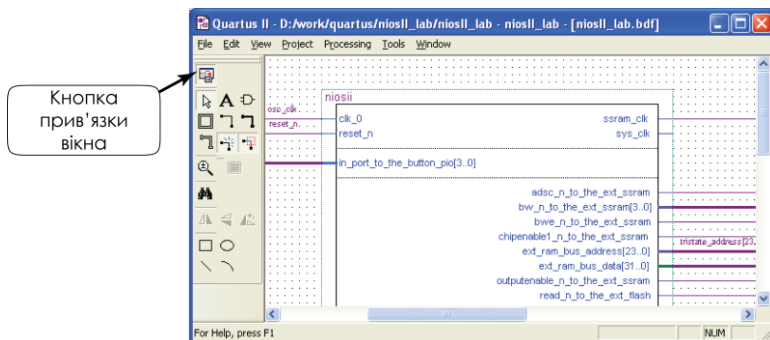 Quartus II - D:/work/quartus/niosII_lab/niosII_lab - niosII_lab - [niosII_lab.bdf]
File Edit View Project Processing Tools Window
Кнопка
прив'язки
вікна
A
niosii
osc_clk
clk_0
ssram_clk
reset_n
reset_n
sys_clk
in_port_to_the_button_pio[3..0]
adsc_n_to_the_ext_ssram
bw_n_to_the_ext_ssram[3..0]
bwe_n_to_the_ext_ssram
chipenable1_n_to_the_ext_ssram
tristate_address[23..
ext_ram_bus_address[23..0]
ext_ram_bus_data[31..0]
outputenable_n_to_the_ext_ssram
read_n_to_the_ext_flash
For Help, press F1
NUM